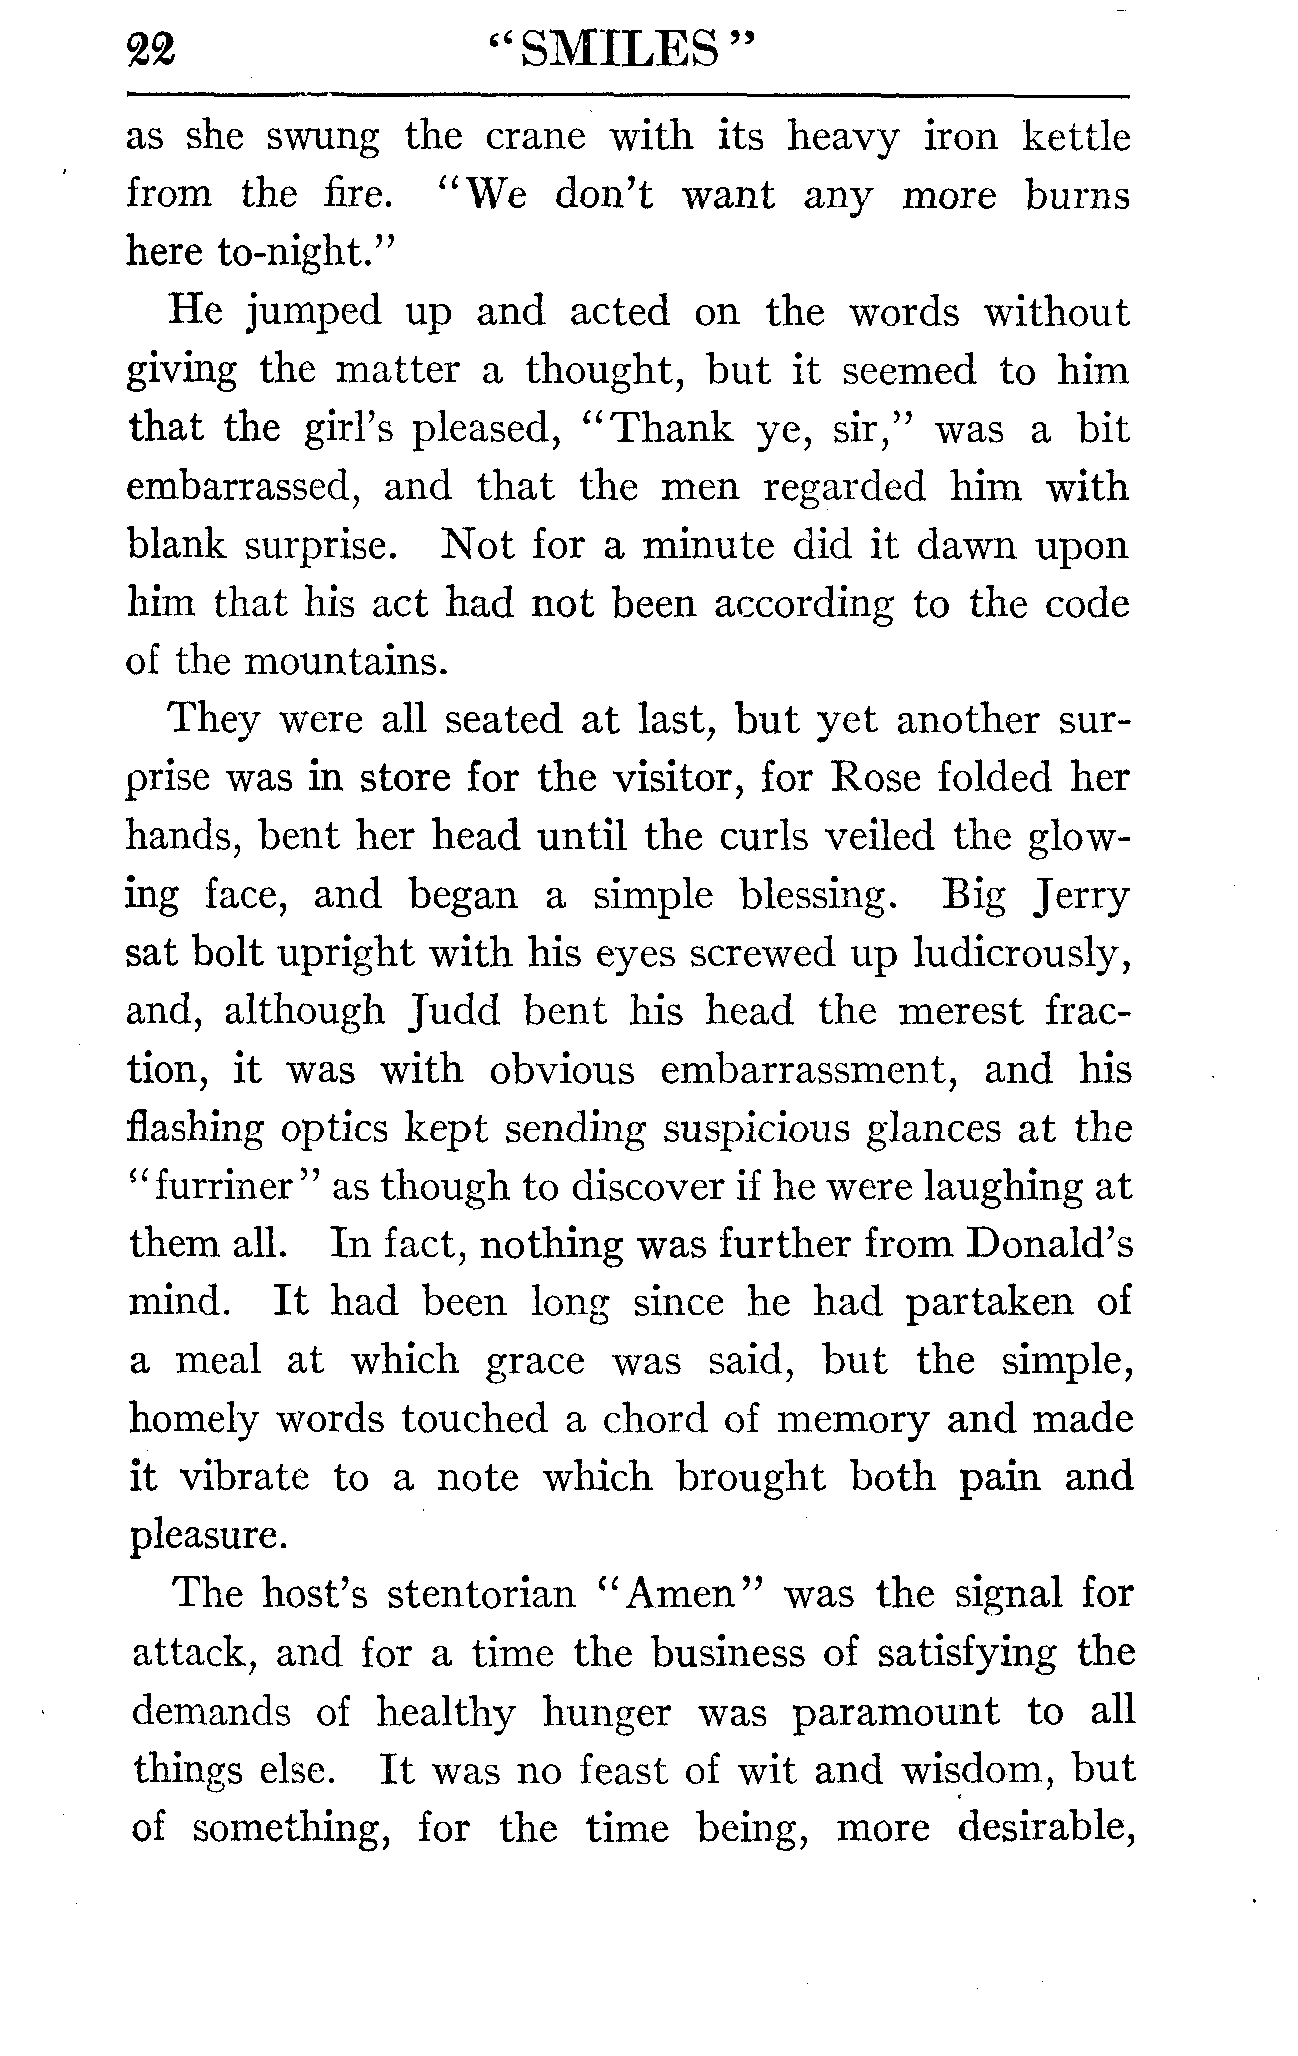 22 "SMILES"
as she swung the crane with its heavy iron kettle
from the fire. "We don't want any more burns
here to-night."
He jumped up and acted on the words without
giving the matter a thought, but it seemed to him
that the girl's pleased, "Thank ye, sir," was a bit
embarrassed, and that the men regarded him with
blank surprise. Not for a minute did it dawn upon
him that his act had not been according to the code
of the mountains.
They were all seated at last, but yet another sur-
prise was in store for the visitor, for Rose folded her
hands, bent her head until the curls veiled the glow-
ing face, and began a simple blessing. Big Jerry
sat bolt upright with his eyes screwed up ludicrously,
and, although Judd bent his head the merest frac-
tion, it was with obvious embarrassment, and his
flashing optics kept sending suspicious glances at the
"furriner" as though to discover if he were laughing at
them all. In fact, nothing was further from Donald's
mind. It had been long since he had partaken of
a meal at which grace was said, but the simple,
homely words touched a chord of memory and made
it vibrate to a note which brought both pain and
pleasure.
The host's stentorian "Amen" was the signal for
attack, and for a time the business of satisfying the
demands of healthy hunger was paramount to all
things else. It was no feast of wit and wisdom, but
of something, for the time being, more desirable,